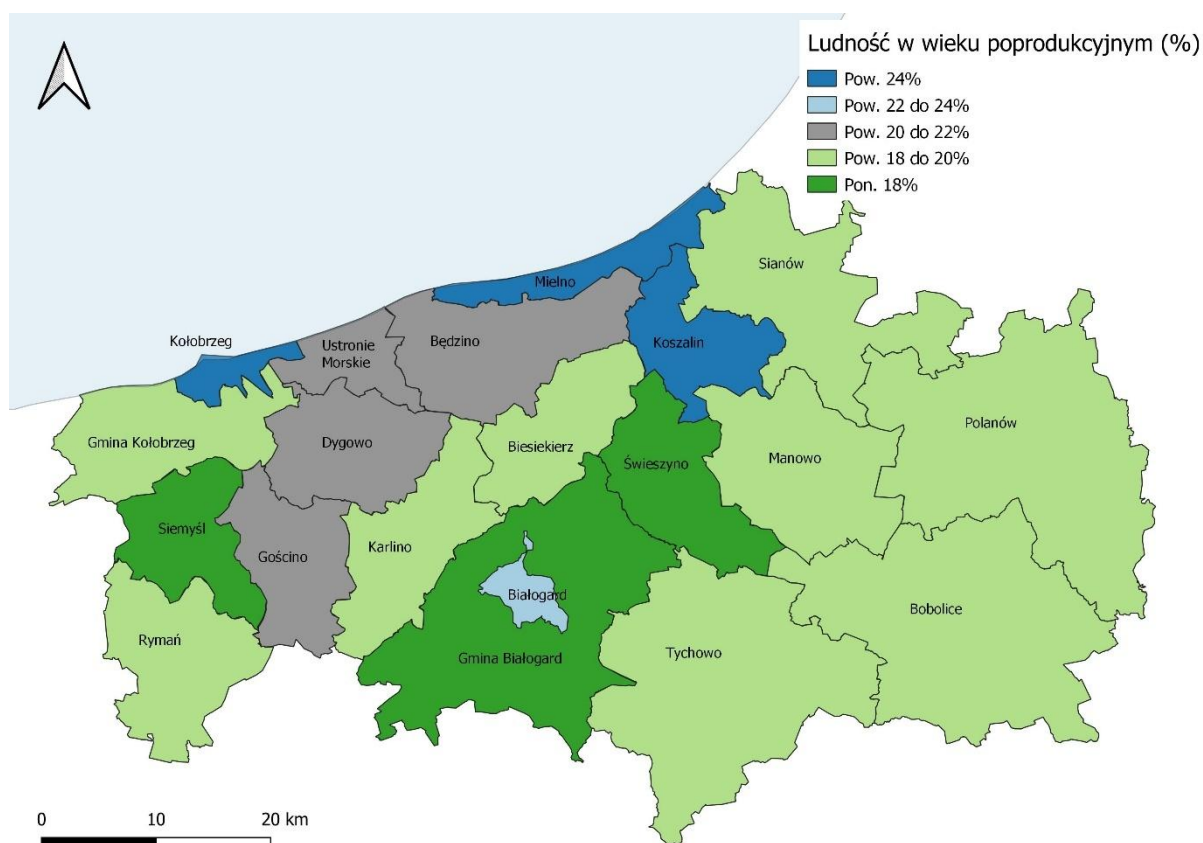 Ludność w wieku poprodukcyjnym (%)
Pow. 24%
Pow. 22 do 24%
Pow. 20 do 22%
Pow. 18 do 20%
Pon. 18%
Sianów
Mielno
Kołobrzeg
Ustronie
Morskie
Będzino
Koszalin
Polanów
Gmina Kołobrzeg
Dygowo
Biesiekierz
Świeszyno
Manowo
Siemyśl
Gościno
Karlino
Białogard
Bobolice
Rymań
Gmina Białogard
Tychowo
0 10 20 km